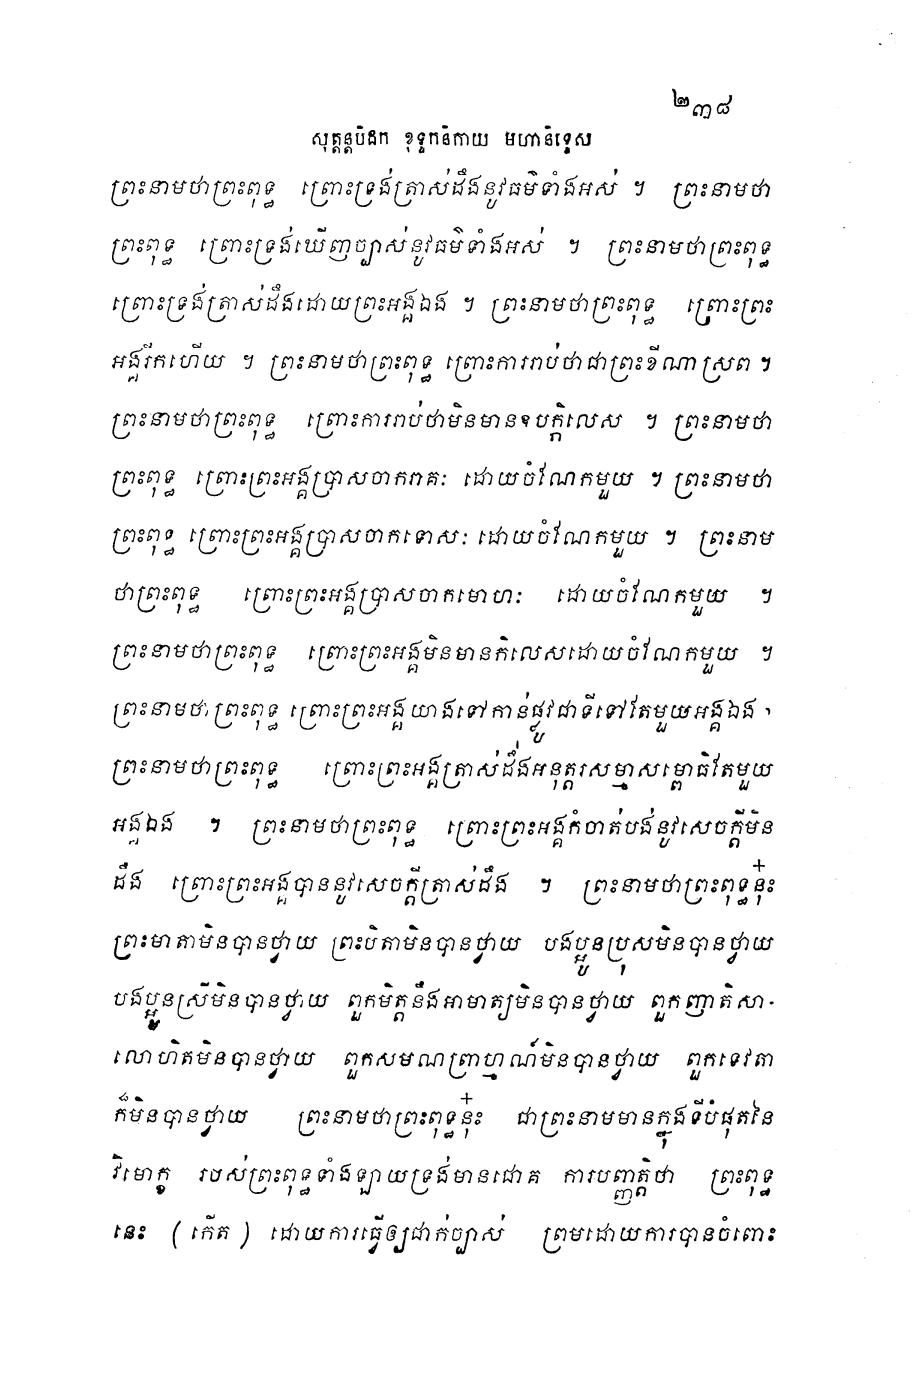 ២៣៨
សុត្តន្តបិដក ខុទ្ទកនិកាយ មហានិទ្ទេស
ព្រះនាមថាព្រះពុទ្ធ ព្រោះទ្រង់ត្រាស់ដឹងនូវធម៌ទាំងអស់ ។ ព្រះនាមថា
ព្រះពុទ្ធ ព្រោះទ្រង់ឃើញច្បាស់នូវធម៌ទាំងអស់ ។ ព្រះនាមថាព្រះពុទ្ធ
ព្រោះទ្រង់ត្រាស់ដឹងដោយព្រះអង្គឯង ។ ព្រះនាមថាព្រះពុទ្ធ ព្រោះព្រះ
អង្គរីកហើយ ។ ព្រះនាមថាព្រះពុទ្ធ ព្រោះការរាប់ថាជាព្រះខីណាស្រព ។
ព្រះនាមថាព្រះពុទ្ធ ព្រោះការរាប់ថាមិនមានឧបក្កិលេស ។ ព្រះនាមថា
ព្រះពុទ្ធ ព្រោះព្រះអង្គប្រាសចាករាគៈ ដោយចំណែកមួយ ។ ព្រះនាមថា
ព្រះពុទ្ធ ព្រោះព្រះអង្គប្រាសចាកទោសៈ ដោយចំណែកមួយ ។ ព្រះនាម
ថាព្រះពុទ្ធ ព្រោះព្រះអង្គប្រាសចាកមោហៈ ដោយចំណែកមួយ ។
ព្រះនាមថាព្រះពុទ្ធ ព្រោះព្រះអង្គមិនមានកិលេសដោយចំណែកមួយ ។
ព្រះនាមថា ព្រះពុទ្ធ ព្រោះព្រះអង្គ យាងទៅកាន់ផ្លូវជាទីទៅតែមួយអង្គឯង ។
ព្រះនាមថាព្រះពុទ្ធ ព្រោះព្រះអង្គត្រាស់ដឹងអនុត្តរសម្មាសម្ពោធិតែមួយ
អង្គឯង ។ ព្រះនាមថាព្រះពុទ្ធ ព្រោះព្រះអង្គកំចាត់បង់នូវសេចក្តីមិន
ដឹង ព្រោះព្រះអង្គបាននូវសេចក្តីត្រាស់ដឹង ។ ព្រះនាមថាព្រះពុទ្ធនុ៎ះ
ព្រះមាតាមិនបានថ្វាយ ព្រះបិតាមិនបានថ្វាយ បងប្អូនប្រុសមិនបានថ្វាយ
បងប្អូនស្រីមិនបានថ្វាយ ពួកមិត្តនឹងអាមាត្យមិនបានថ្វាយ ពួកញាតិសា-
លោហិតមិនបានថ្វាយ ពួកសមណព្រាហ្មណ៍មិនបានថ្វាយ ពួកទេវតា
ក៏មិនបានថ្វាយ ព្រះនាមថាព្រះពុទ្ធនុ៎ះ ជាព្រះនាមមានក្នុងទីបំផុតនៃ
វិមោក្ខ របស់ព្រះពុទ្ធទាំងឡាយទ្រង់មានជោគ ការបញ្ញត្តិថា ព្រះពុទ្ធ
នេះ (កើត) ដោយការធ្វើឲ្យជាក់ច្បាស់ ព្រមដោយការបានចំពោះ